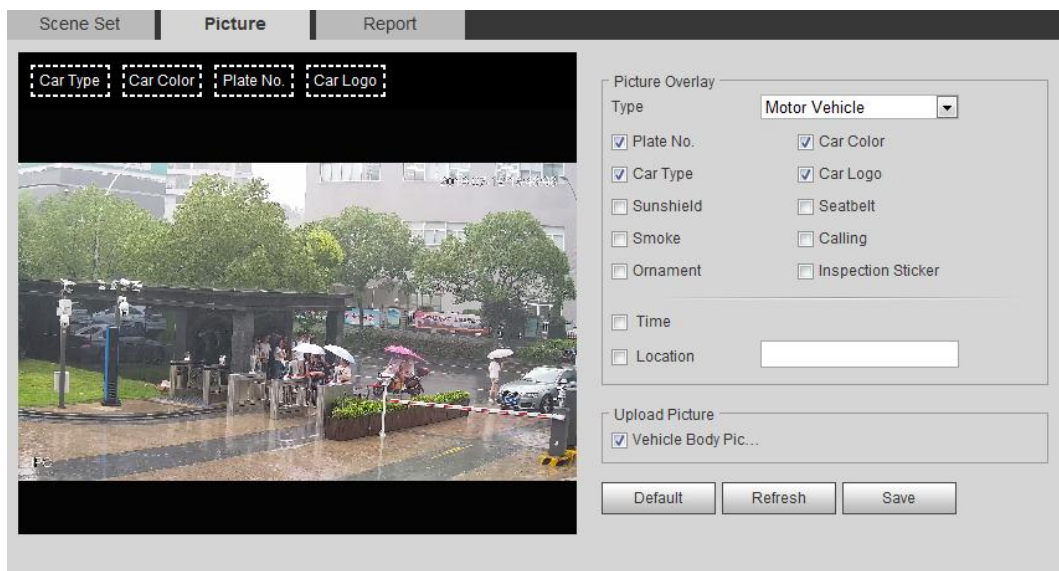 Scene Set Picture Report
Car Type Car Color Plate No. Car Logo
Picture Overlay
Type Motor Vehicle
Plate No. Car Color
Car Type Car Logo
Sunshield Seatbelt
Smoke Calling
Ornament Inspection Sticker
Time
Location
Upload Picture
Vehicle Body Pic...
Default Refresh Save